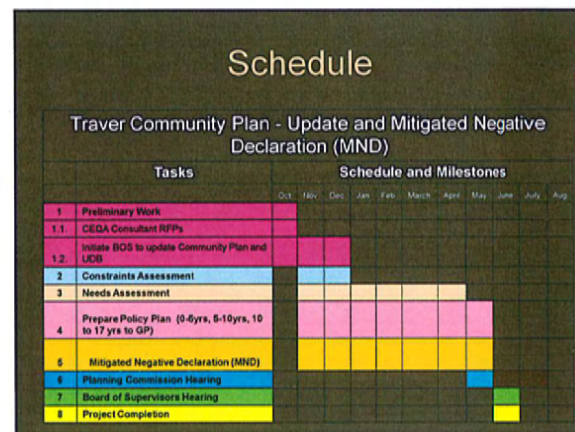 Schedule
Traver Community Plan - Update and Mitigated Negative
Declaration (MND)
Tasks Schedule and Milestones
Oct Nov Dec Jan Feb March April May June July Aug
1 Preliminary Work
1.1. CEQA Consultant RFPs
1.2. Initiate BOS to update Community Plan and
UDB
2 Constraints Assessment
3 Needs Assessment
4 Prepare Policy Plan (0-5yrs, 5-10yrs, 10
to 17 yrs to GP)
5 Mitigated Negative Declaration (MND)
6 Planning Commission Hearing
7 Board of Supervisors Hearing
8 Project Completion